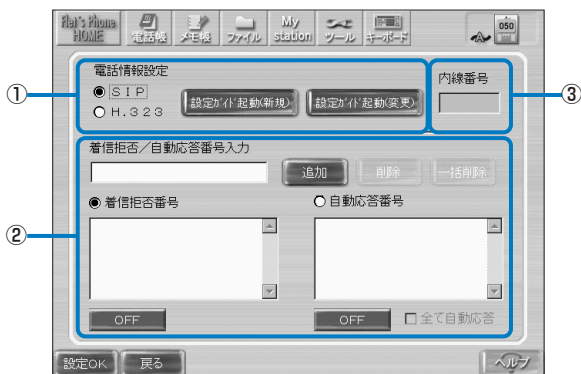 Flat's Phone HOME
電話帳
メモ帳
ファイル
My station
ツール
キーボード
050
電話情報設定
① ③
SIP
H.323
設定ガイド起動(新規)
設定ガイド起動(変更)
内線番号
着信拒否/自動応答番号入力
追加
削除
一括削除
着信拒否番号
自動応答番号
②
OFF
OFF
全て自動応答
設定OK
戻る
ヘルプ